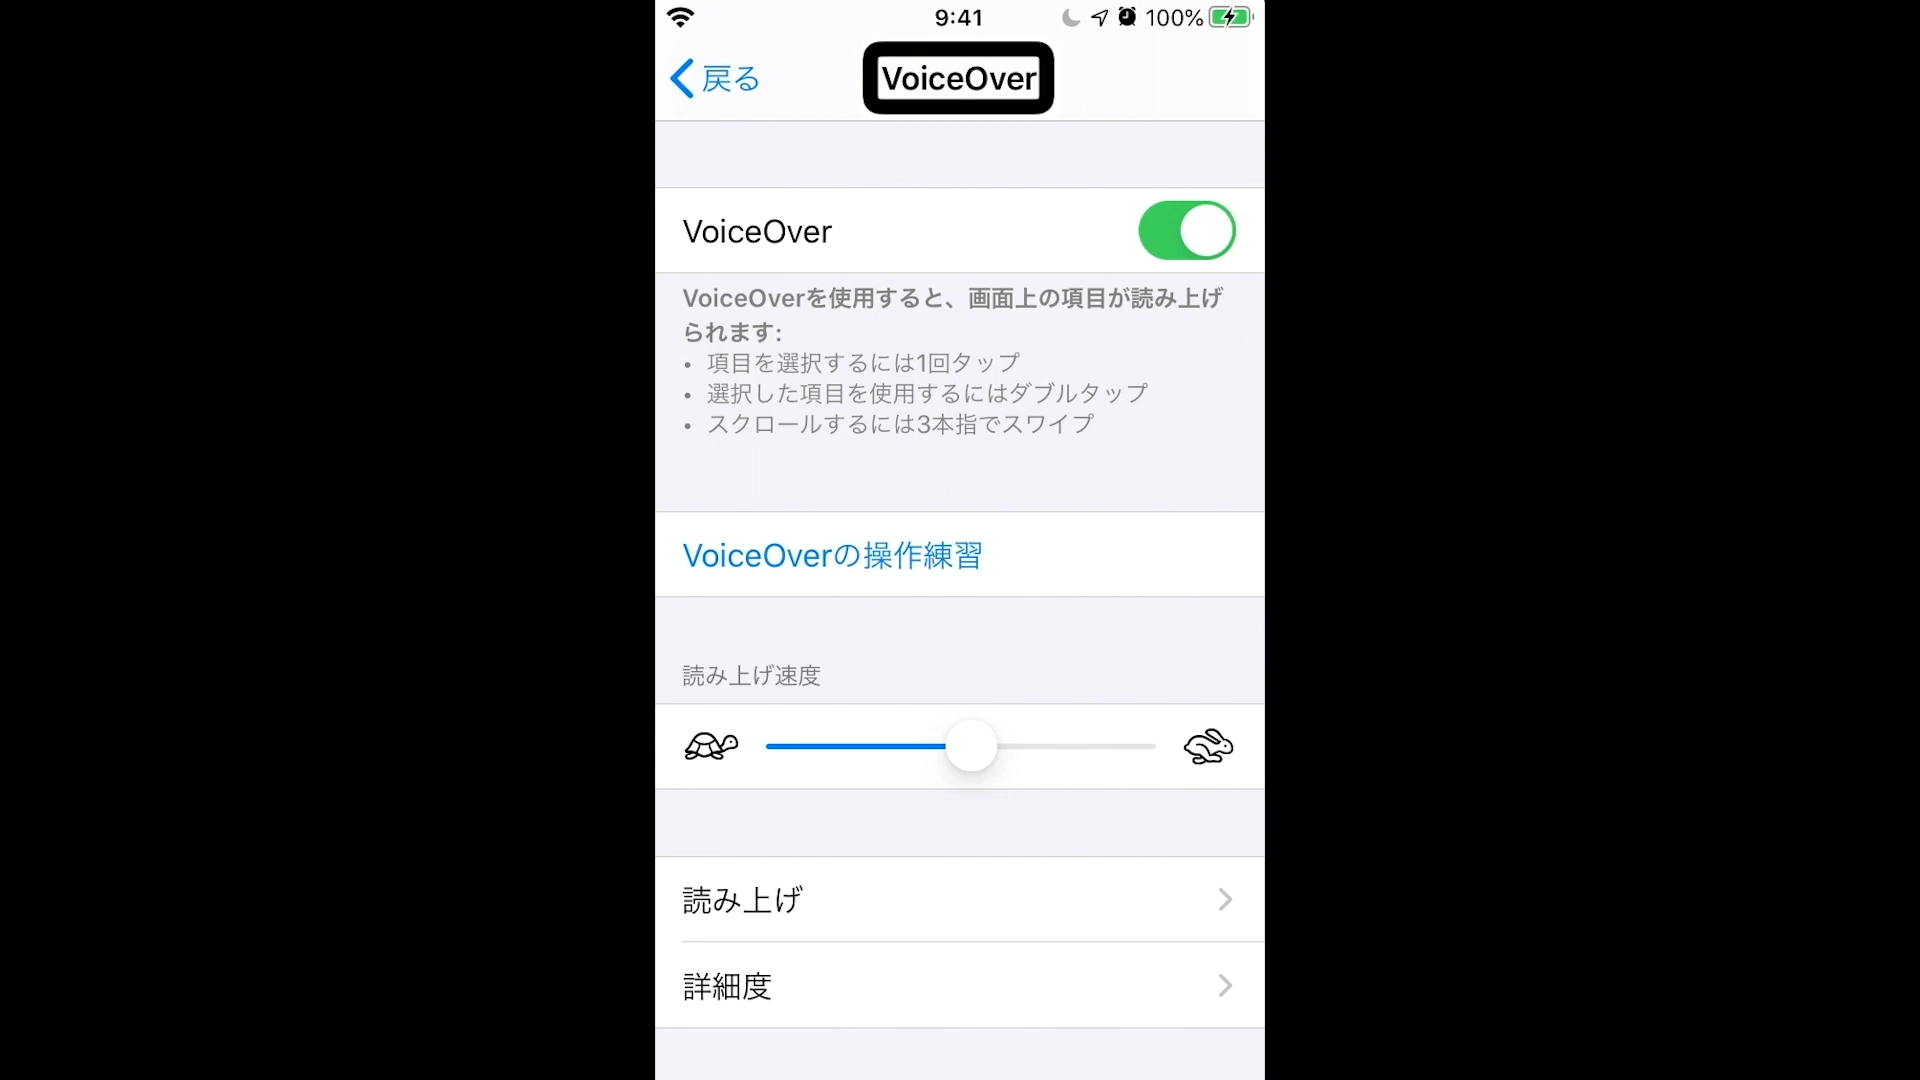 9:41
100%
戻る
VoiceOver
VoiceOver
VoiceOverを使用すると、画面上の項目が読み上げ
られます:
• 項目を選択するには1回タップ
• 選択した項目を使用するにはダブルタップ
• スクロールするには3本指でスワイプ
VoiceOverの操作練習
読み上げ速度
読み上げ
詳細度